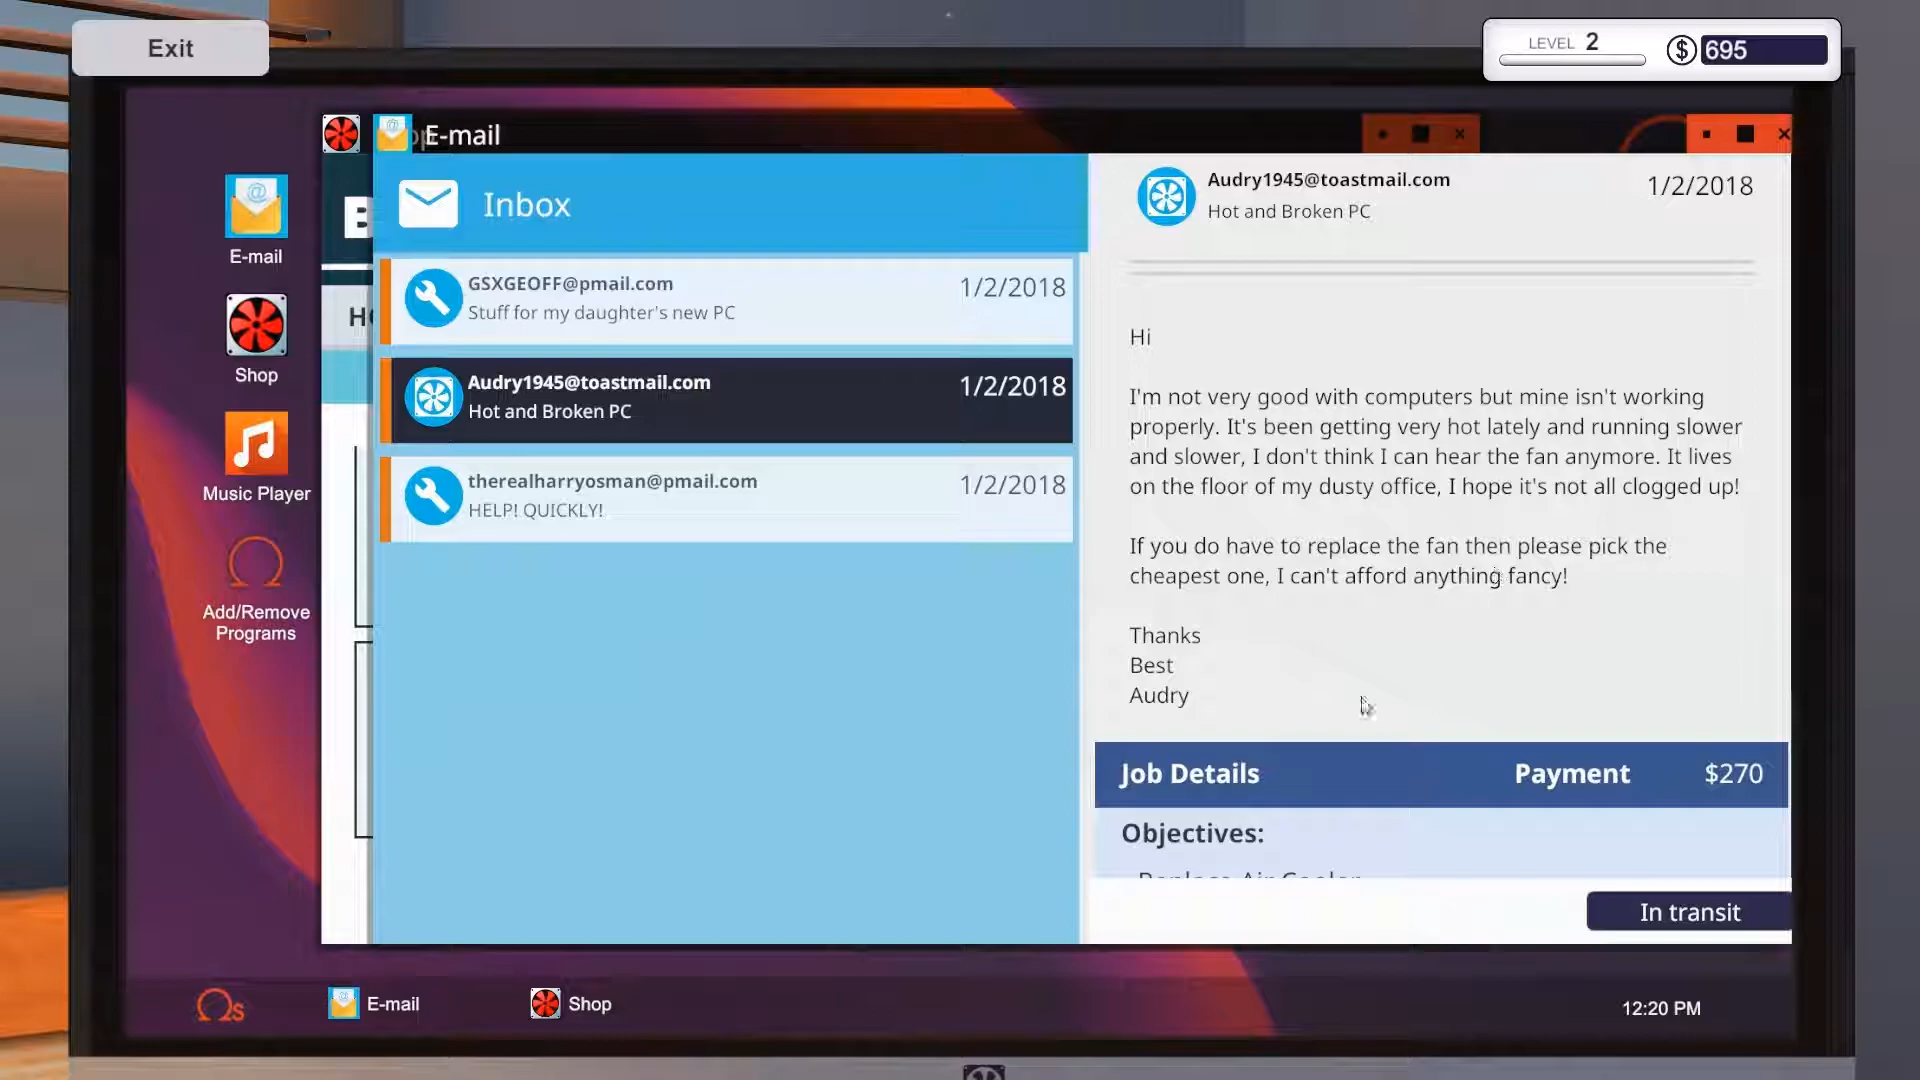 Exit
LEVEL 2
$ 695
E-mail
Inbox
GSXGEOFF@pmail.com
1/2/2018
Stuff for my daughter's new PC
Audry1945@toastmail.com
1/2/2018
Hot and Broken PC
therealharryosman@pmail.com
1/2/2018
HELP! QUICKLY!
Audry1945@toastmail.com
1/2/2018
Hot and Broken PC
Hi
I'm not very good with computers but mine isn't working
properly. It's been getting very hot lately and running slower
and slower, I don't think I can hear the fan anymore. It lives
on the floor of my dusty office, I hope it's not all clogged up!
If you do have to replace the fan then please pick the
cheapest one, I can't afford anything fancy!
Thanks
Best
Audry
Job Details
Payment
$270
Objectives:
In transit
E-mail
Shop
Music Player
Add/Remove
Programs
E-mail
Shop
12:20 PM